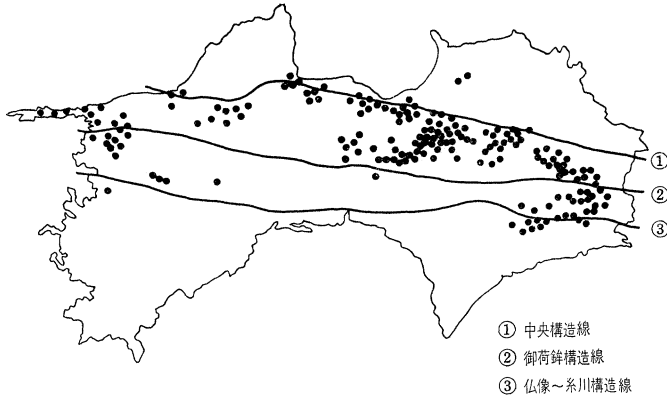 ①
②
③
① 中央構造線
② 御荷鉾構造線
③ 仏像～糸川構造線